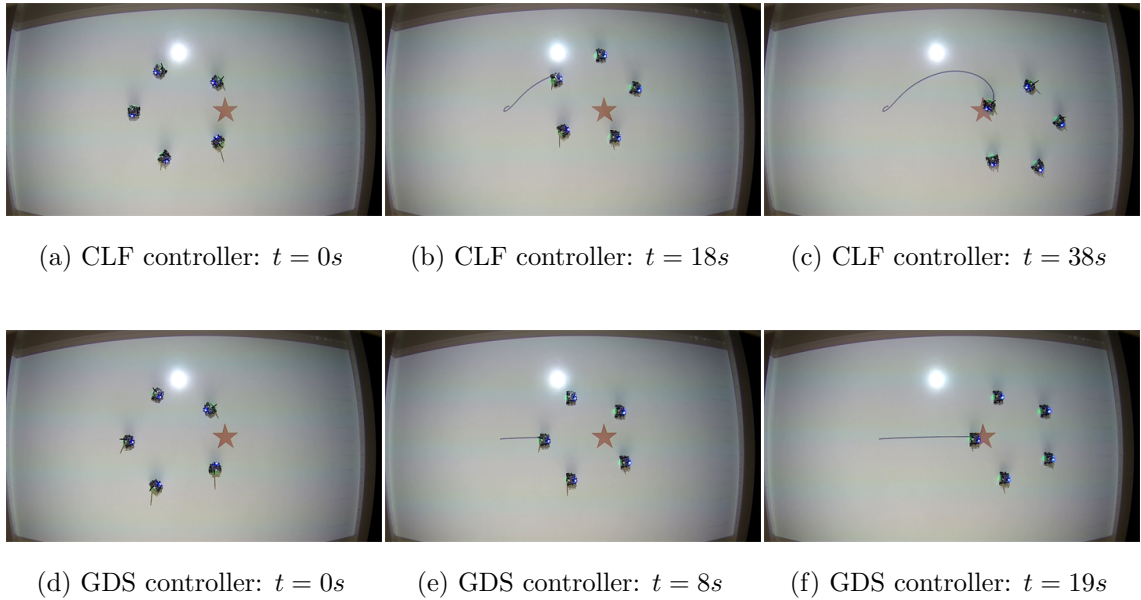 (a) CLF controller: t = 0s
(b) CLF controller: t = 18s
(c) CLF controller: t = 38s
(d) GDS controller: t = 0s
(e) GDS controller: t = 8s
(f) GDS controller: t = 19s